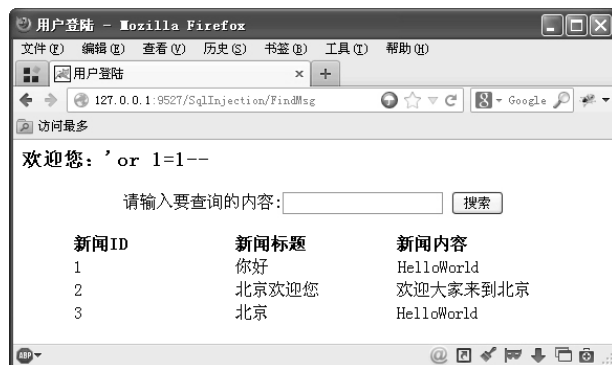 用户登陆 - Mozilla Firefox
文件(F) 编辑(E) 查看(V) 历史(S) 书签(B) 工具(T) 帮助(H)
用户登陆 × +
127.0.0.1:9527/SqlInjection/FindMsg 8 - Google
访问最多
欢迎您：'or 1=1--
请输入要查询的内容: 搜索
新闻ID 新闻标题 新闻内容
1 你好 HelloWorld
2 北京欢迎您 欢迎大家来到北京
3 北京 HelloWorld
ABP @